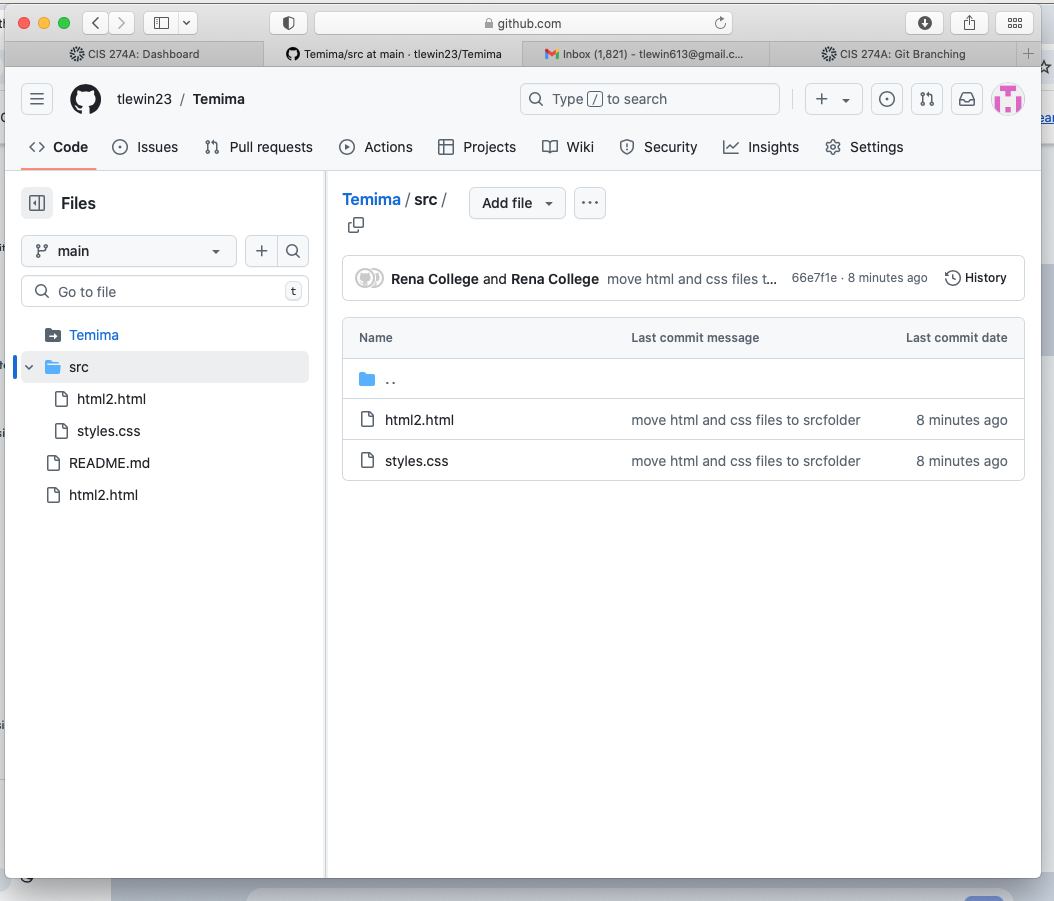 github.com
CIS 274A: Dashboard
Temima/src at main · tlewin23/Temima
Inbox (1,821) - tlewin613@gmail.c...
CIS 274A: Git Branching
tlewin23 / Temima
Type / to search
Code
Issues
Pull requests
Actions
Projects
Wiki
Security
Insights
Settings
Files
main
Go to file
t
Temima
src
html2.html
styles.css
README.md
html2.html
Temima / src /
Add file
Rena College and Rena College move html and css files t... 66e7f1e · 8 minutes ago
History
Name Last commit message Last commit date
..
html2.html move html and css files to srcfolder 8 minutes ago
styles.css move html and css files to srcfolder 8 minutes ago